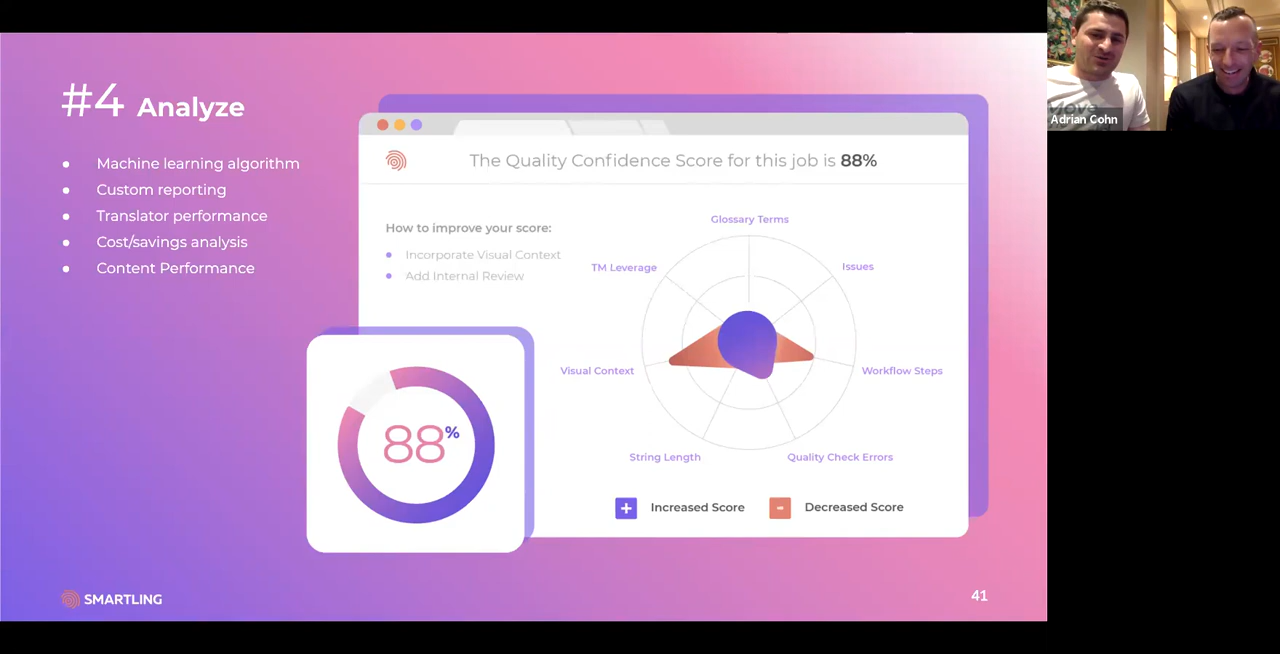 #4 Analyze
Machine learning algorithm
Custom reporting
Translator performance
Cost/savings analysis
Content Performance
The Quality Confidence Score for this job is 88%
How to improve your score:
Incorporate Visual Context
Add Internal Review
Glossary Terms
TM Leverage
Issues
Visual Context
Workflow Steps
String Length
Quality Check Errors
+ Increased Score
- Decreased Score
88%
SMARTLING
41
Move
Adrian Cohn